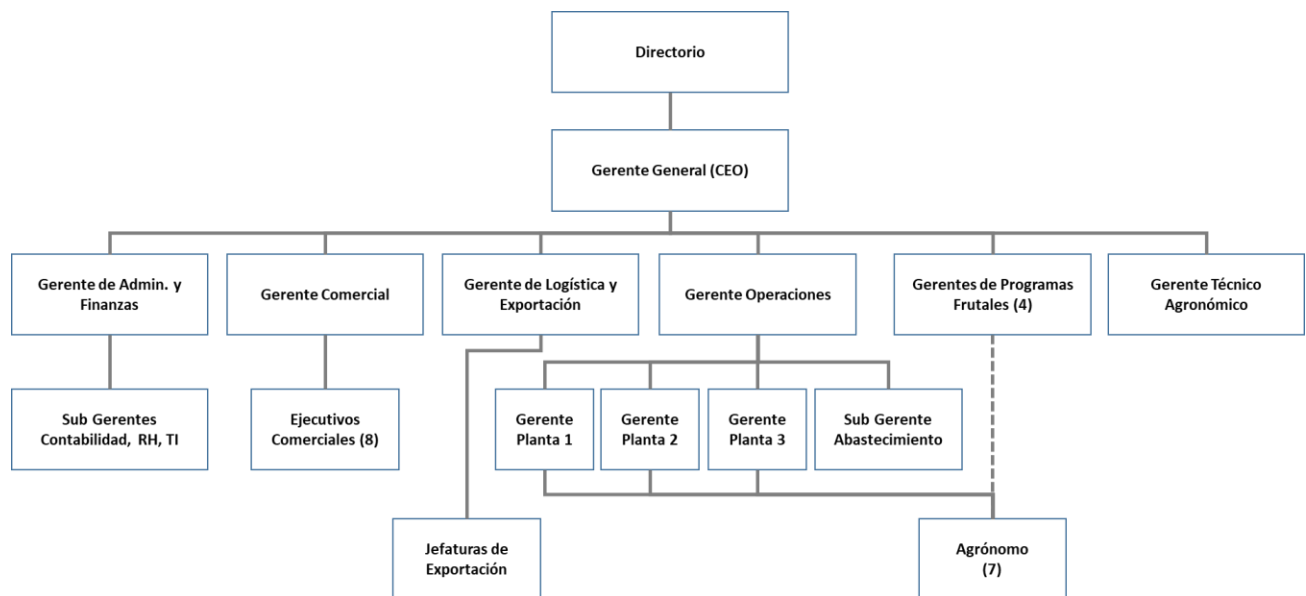 Directorio
Gerente General (CEO)
Gerente de Admin. y
Finanzas
Gerente Comercial
Gerente de Logística y
Exportación
Gerente Operaciones
Gerentes de Programas
Frutales (4)
Gerente Técnico
Agronómico
Sub Gerentes
Contabilidad, RH, TI
Ejecutivos
Comerciales (8)
Gerente
Planta 1
Gerente
Planta 2
Gerente
Planta 3
Sub Gerente
Abastecimiento
Jefaturas de
Exportación
Agrónomo
(7)